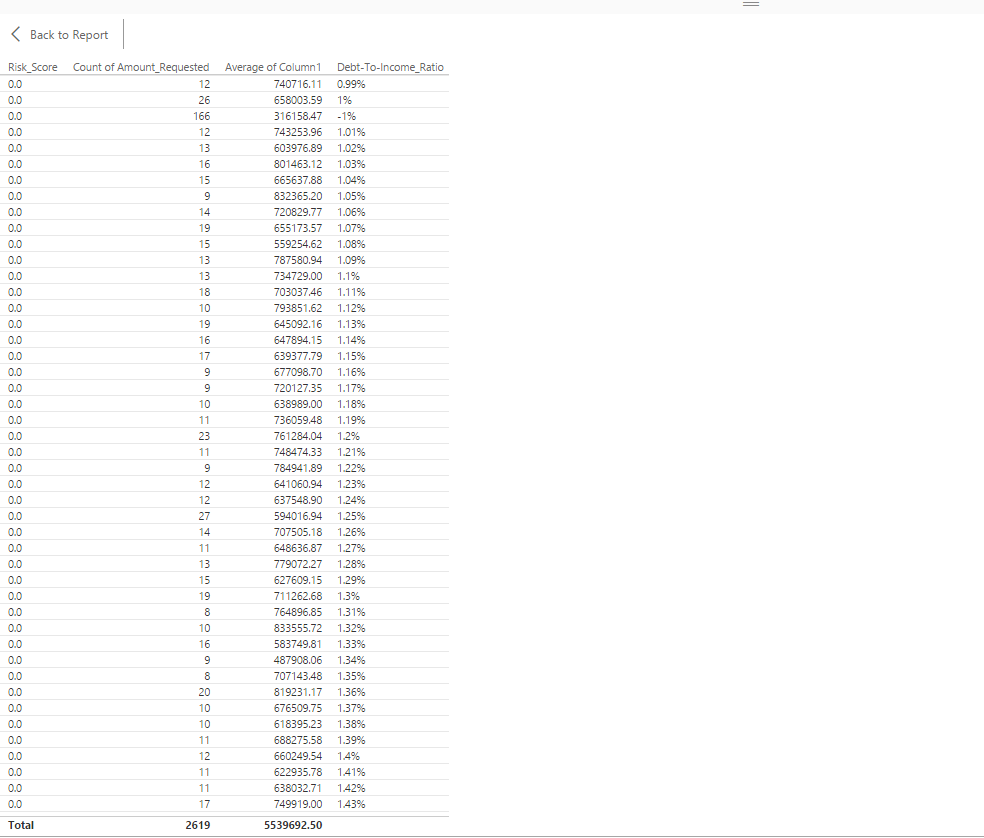 Back to Report
Risk_Score Count of Amount_Requested Average of Column1 Debt-To-Income_Ratio
0.0 12 740716.11 0.99%
0.0 26 658003.59 1%
0.0 166 316158.47 -1%
0.0 12 743253.96 1.01%
0.0 13 603976.89 1.02%
0.0 16 801463.12 1.03%
0.0 15 665637.88 1.04%
0.0 9 832365.20 1.05%
0.0 14 720829.77 1.06%
0.0 19 655173.57 1.07%
0.0 15 559254.62 1.08%
0.0 13 787580.94 1.09%
0.0 13 734729.00 1.1%
0.0 18 703037.46 1.11%
0.0 10 793851.62 1.12%
0.0 19 645092.16 1.13%
0.0 16 647894.15 1.14%
0.0 17 639377.79 1.15%
0.0 9 677098.70 1.16%
0.0 9 720127.35 1.17%
0.0 10 638989.00 1.18%
0.0 11 736059.48 1.19%
0.0 23 761284.04 1.2%
0.0 11 748474.33 1.21%
0.0 9 784941.89 1.22%
0.0 12 641060.94 1.23%
0.0 12 637548.90 1.24%
0.0 27 594016.94 1.25%
0.0 14 707505.18 1.26%
0.0 11 648636.87 1.27%
0.0 13 779072.27 1.28%
0.0 15 627609.15 1.29%
0.0 19 711262.68 1.3%
0.0 8 764896.85 1.31%
0.0 10 833555.72 1.32%
0.0 16 583749.81 1.33%
0.0 9 487908.06 1.34%
0.0 8 707143.48 1.35%
0.0 20 819231.17 1.36%
0.0 10 676509.75 1.37%
0.0 10 618395.23 1.38%
0.0 11 688275.58 1.39%
0.0 12 660249.54 1.4%
0.0 11 622935.78 1.41%
0.0 11 638032.71 1.42%
0.0 17 749919.00 1.43%
Total 2619 5539692.50